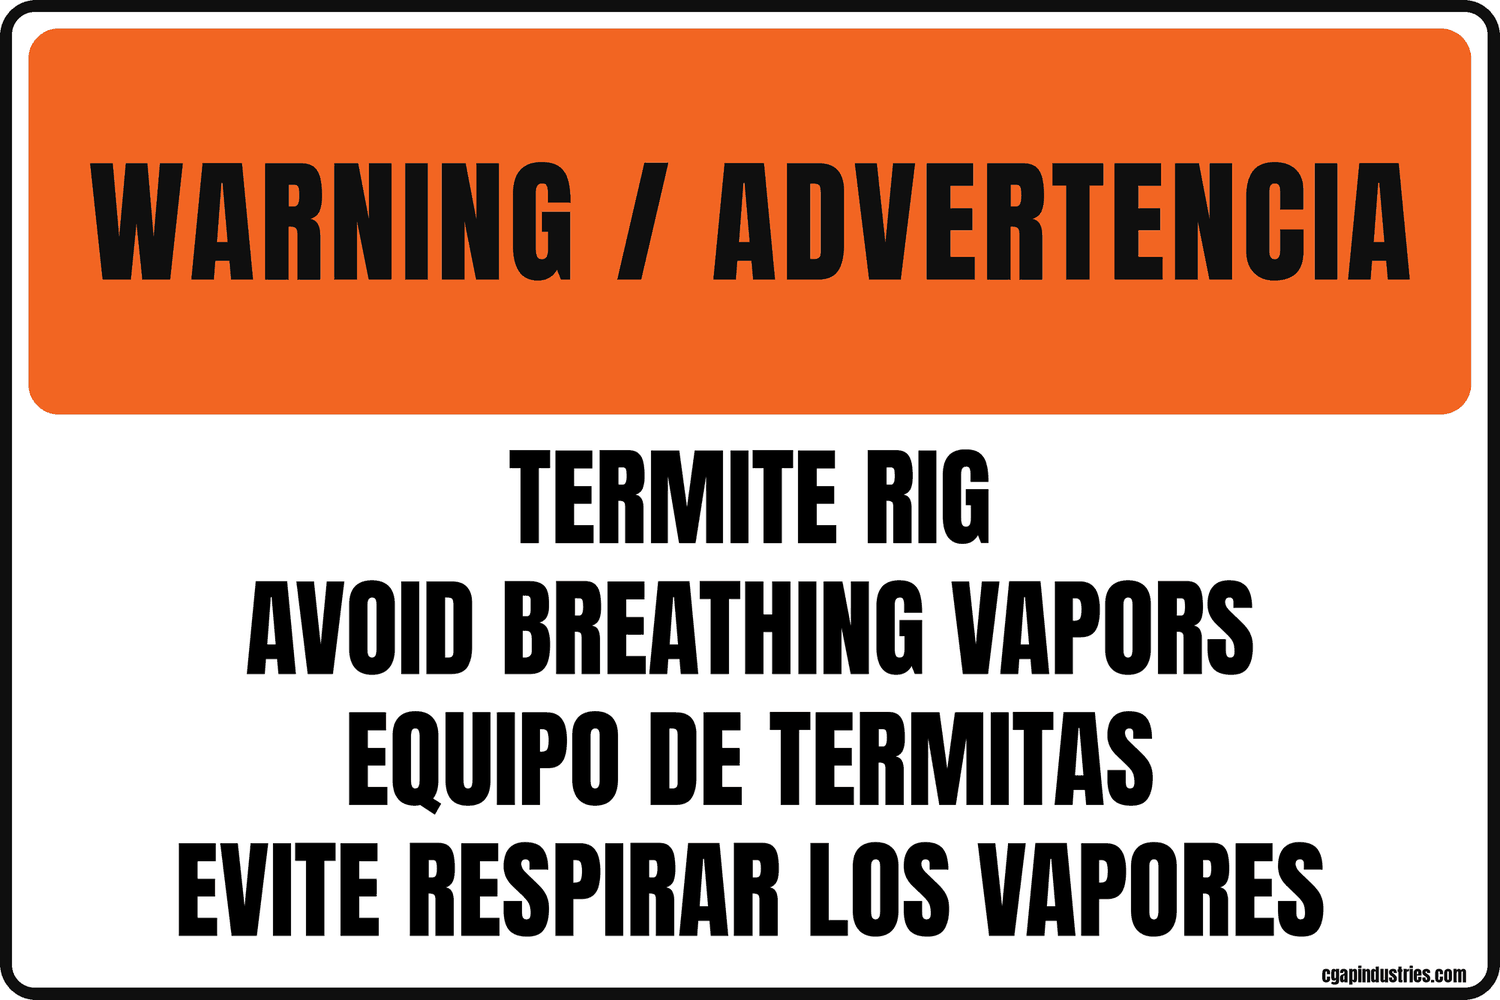 WARNING / ADVERTENCIA
TERMITE RIG
AVOID BREATHING VAPORS
EQUIPO DE TERMITAS
EVITE RESPIRAR LOS VAPORES
cgapindustries.com